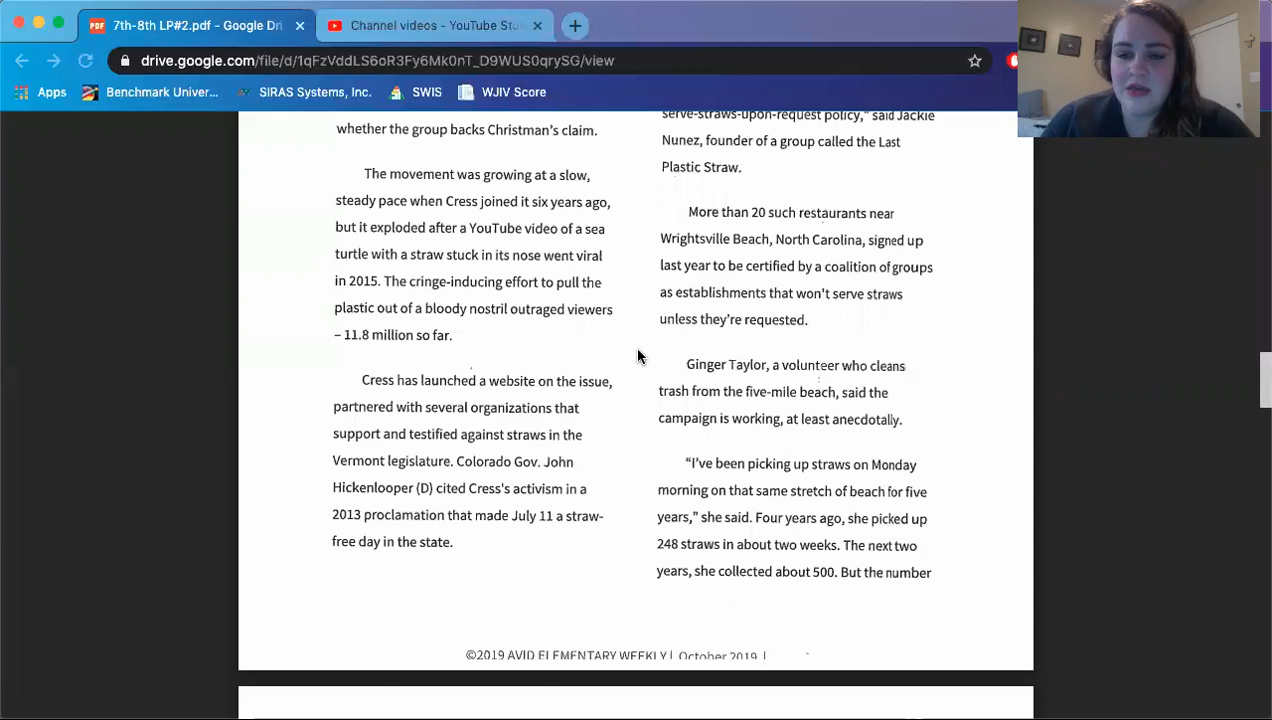 7th-8th LP#2.pdf - Google Dri
Channel videos - YouTube Stu
drive.google.com/file/d/1qFzVddLS6oR3Fy6Mk0nT_D9WUS0qrySG/view
Apps
Benchmark Univer...
SIRAS Systems, Inc.
SWIS
WJIV Score
whether the group backs Christman's claim.
The movement was growing at a slow,
steady pace when Cress joined it six years ago,
but it exploded after a YouTube video of a sea
turtle with a straw stuck in its nose went viral
in 2015. The cringe-inducing effort to pull the
plastic out of a bloody nostril outraged viewers
– 11.8 million so far.
Cress has launched a website on the issue,
partnered with several organizations that
support and testified against straws in the
Vermont legislature. Colorado Gov. John
Hickenlooper (D) cited Cress's activism in a
2013 proclamation that made July 11 a straw-
free day in the state.
serve-straws-upon-request policy," said Jackie
Nunez, founder of a group called the Last
Plastic Straw.
More than 20 such restaurants near
Wrightsville Beach, North Carolina, signed up
last year to be certified by a coalition of groups
as establishments that won't serve straws
unless they're requested.
Ginger Taylor, a volunteer who cleans
trash from the five-mile beach, said the
campaign is working, at least anecdotally.
"I've been picking up straws on Monday
morning on that same stretch of beach for five
years," she said. Four years ago, she picked up
248 straws in about two weeks. The next two
years, she collected about 500. But the number
©2019 AVID ELEMENTARY WEEKLY | October 2019 |